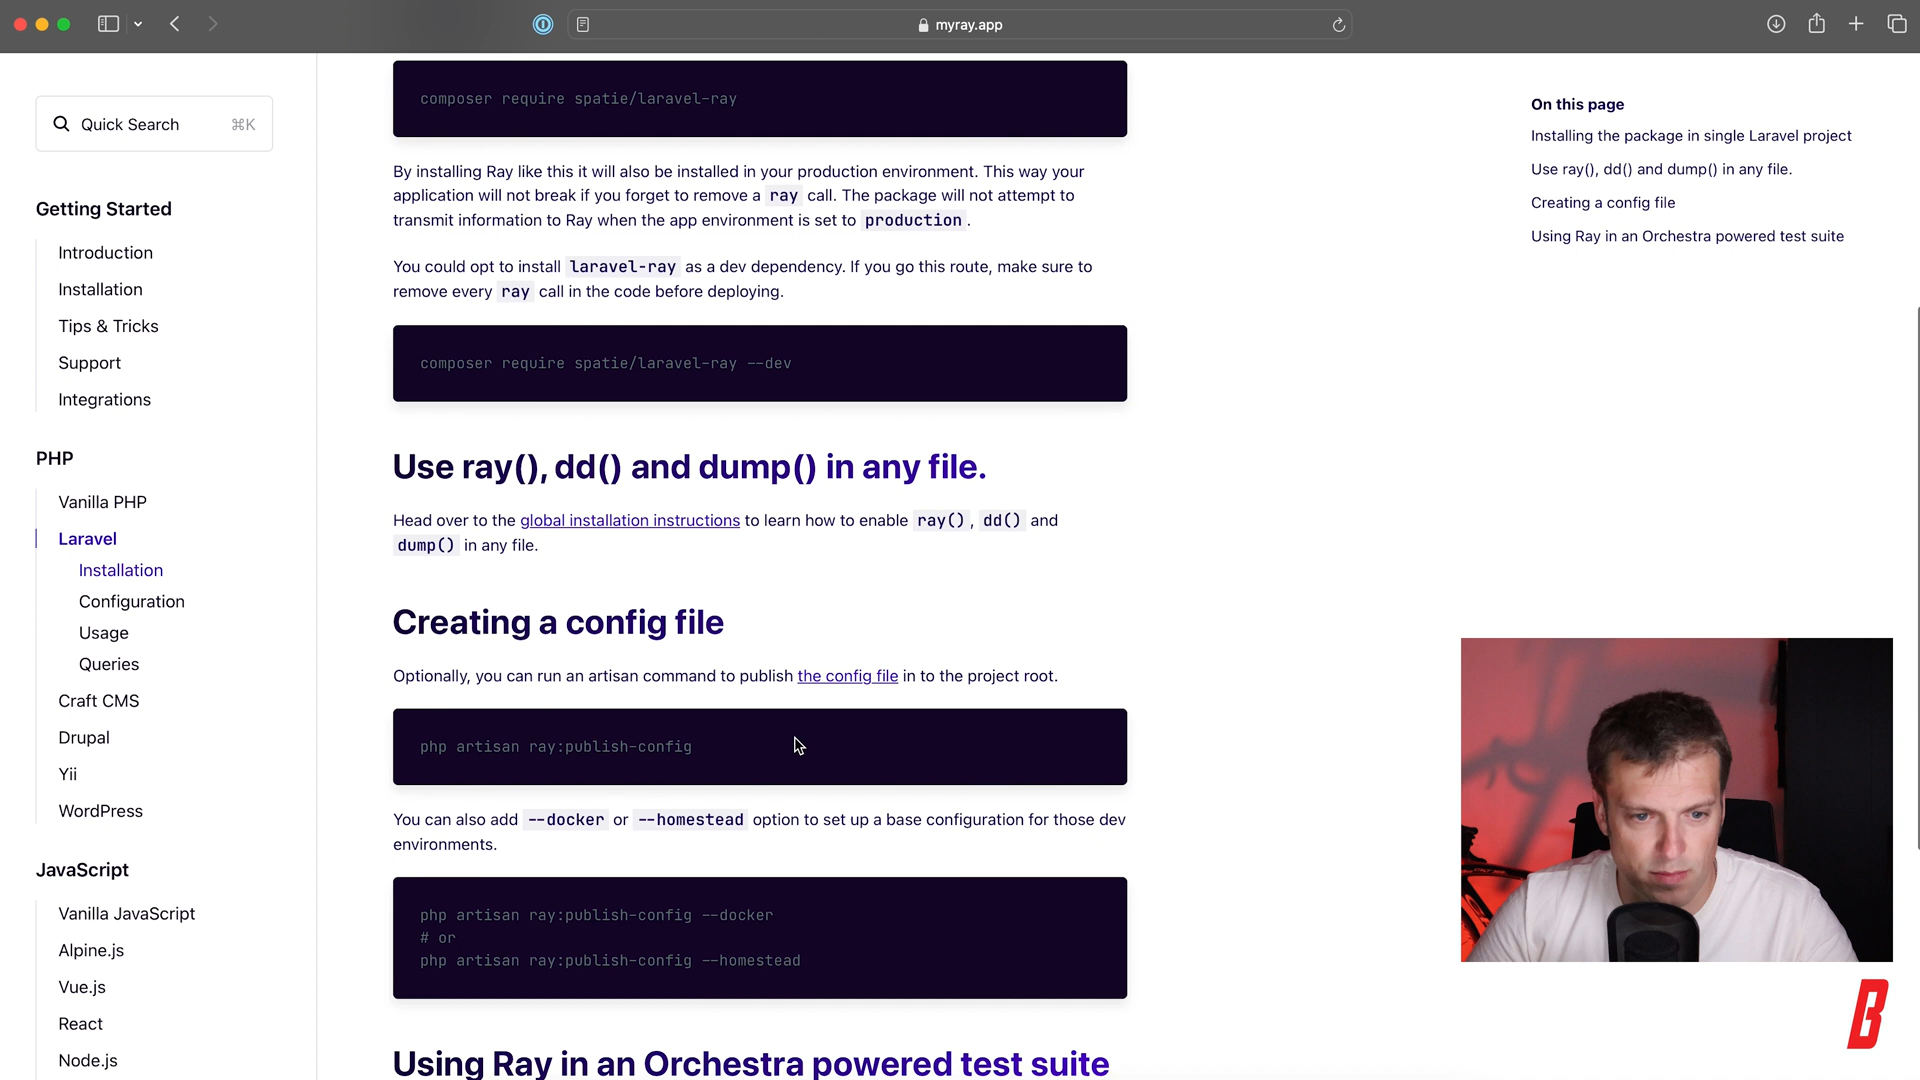 myray.app
Quick Search ⌘K
Getting Started
Introduction
Installation
Tips & Tricks
Support
Integrations
PHP
Vanilla PHP
Laravel
Installation
Configuration
Usage
Queries
Craft CMS
Drupal
Yii
WordPress
JavaScript
Vanilla JavaScript
Alpine.js
Vue.js
React
Node.js
composer require spatie/laravel-ray
By installing Ray like this it will also be installed in your production environment. This way your
application will not break if you forget to remove a ray call. The package will not attempt to
transmit information to Ray when the app environment is set to production.
You could opt to install laravel-ray as a dev dependency. If you go this route, make sure to
remove every ray call in the code before deploying.
composer require spatie/laravel-ray --dev
Use ray(), dd() and dump() in any file.
Head over to the global installation instructions to learn how to enable ray(), dd() and
dump() in any file.
Creating a config file
Optionally, you can run an artisan command to publish the config file in to the project root.
php artisan ray:publish-config
You can also add --docker or --homestead option to set up a base configuration for those dev
environments.
php artisan ray:publish-config --docker
# or
php artisan ray:publish-config --homestead
Using Ray in an Orchestra powered test suite
On this page
Installing the package in single Laravel project
Use ray(), dd() and dump() in any file.
Creating a config file
Using Ray in an Orchestra powered test suite
B